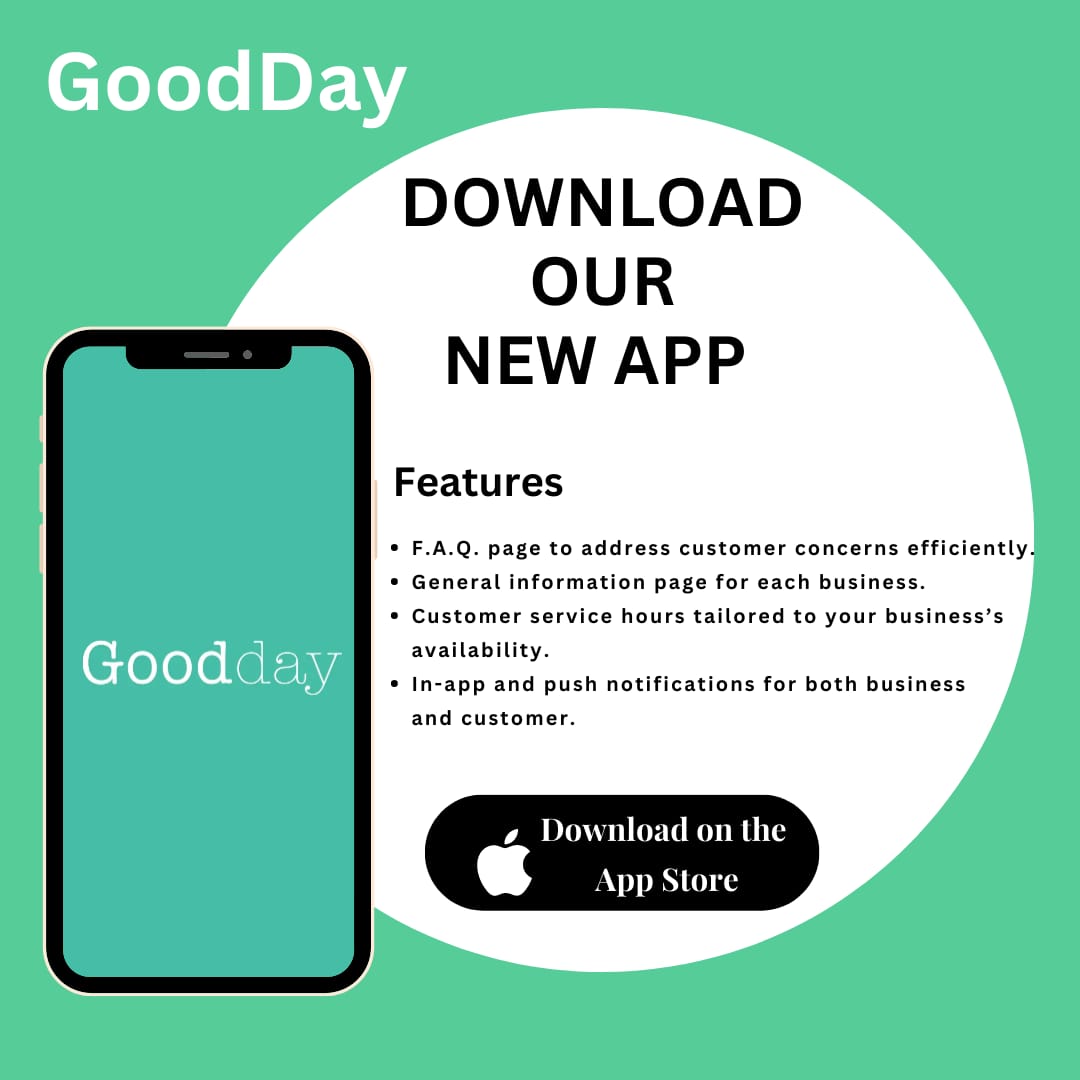 GoodDay
DOWNLOAD
OUR
NEW APP
Features
• F.A.Q. page to address customer concerns efficiently.
• General information page for each business.
• Customer service hours tailored to your business’s
availability.
• In-app and push notifications for both business
and customer.
Goodday
Download on the
App Store